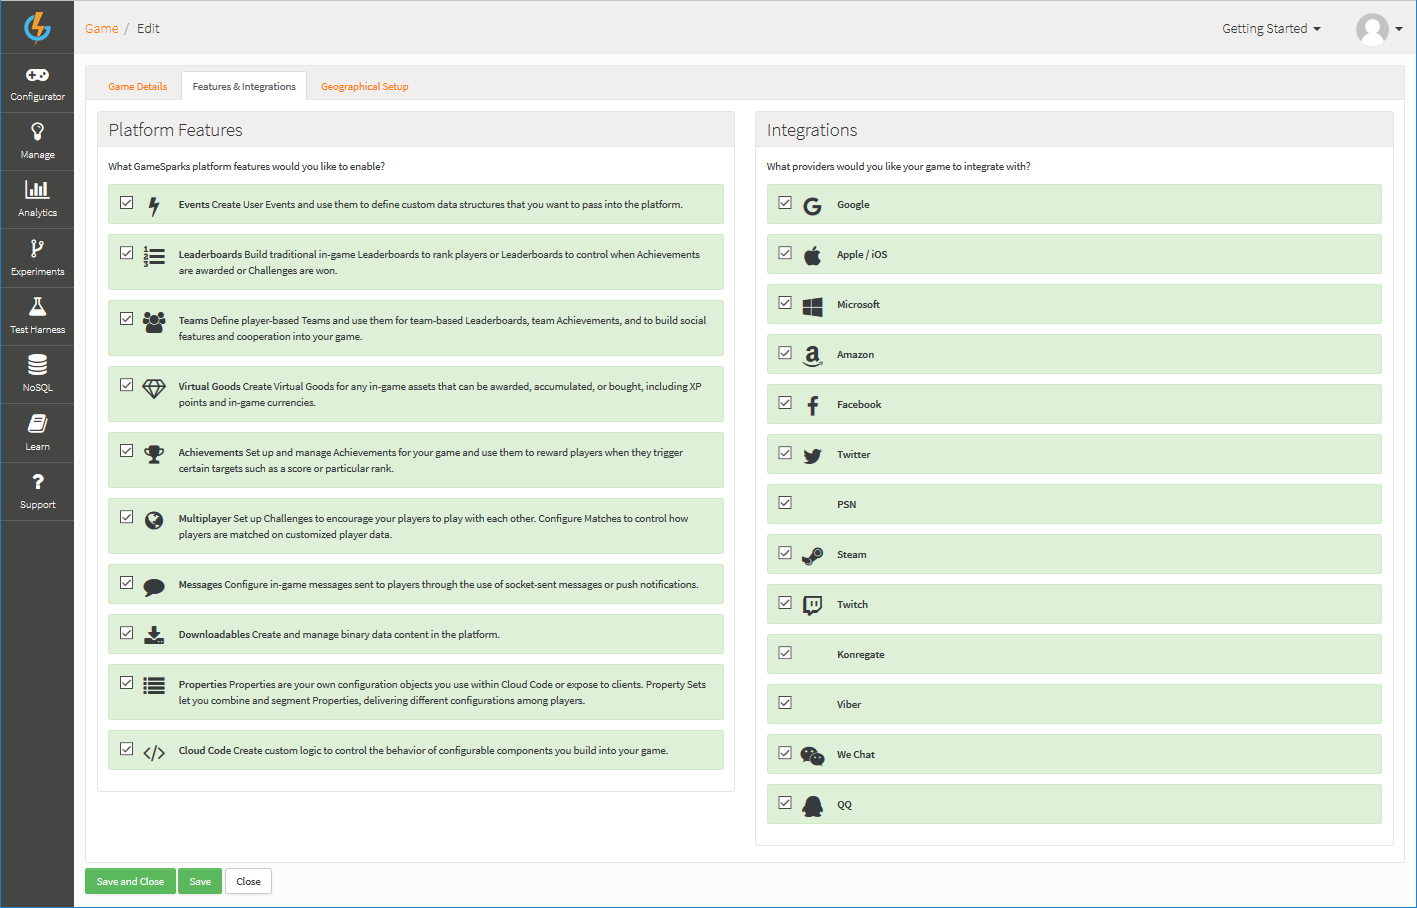 Game / Edit
Getting Started
Configurator
Manage
Analytics
Experiments
Test Harness
NoSQL
Learn
Support
Game Details
Features & Integrations
Geographical Setup
Platform Features
What GameSparks platform features would you like to enable?
Events Create User Events and use them to define custom data structures that you want to pass into the platform.
1
2
3
Leaderboards Build traditional in-game Leaderboards to rank players or Leaderboards to control when Achievements
are awarded or Challenges are won.
Teams Define player-based Teams and use them for team-based Leaderboards, team Achievements, and to build social
features and cooperation into your game.
Virtual Goods Create Virtual Goods for any in-game assets that can be awarded, accumulated, or bought, including XP
points and in-game currencies.
Achievements Set up and manage Achievements for your game and use them to reward players when they trigger
certain targets such as a score or particular rank.
Multiplayer Set up Challenges to encourage your players to play with each other. Configure Matches to control how
players are matched on customized player data.
Messages Configure in-game messages sent to players through the use of socket-sent messages or push notifications.
Downloadables Create and manage binary data content in the platform.
Properties Properties are your own configuration objects you use within Cloud Code or expose to clients. Property Sets
let you combine and segment Properties, delivering different configurations among players.
Cloud Code Create custom logic to control the behavior of configurable components you build into your game.
Integrations
What providers would you like your game to integrate with?
Google
Apple / iOS
Microsoft
Amazon
Facebook
Twitter
PSN
Steam
Twitch
Konregate
Viber
We Chat
QQ
Save and Close
Save
Close